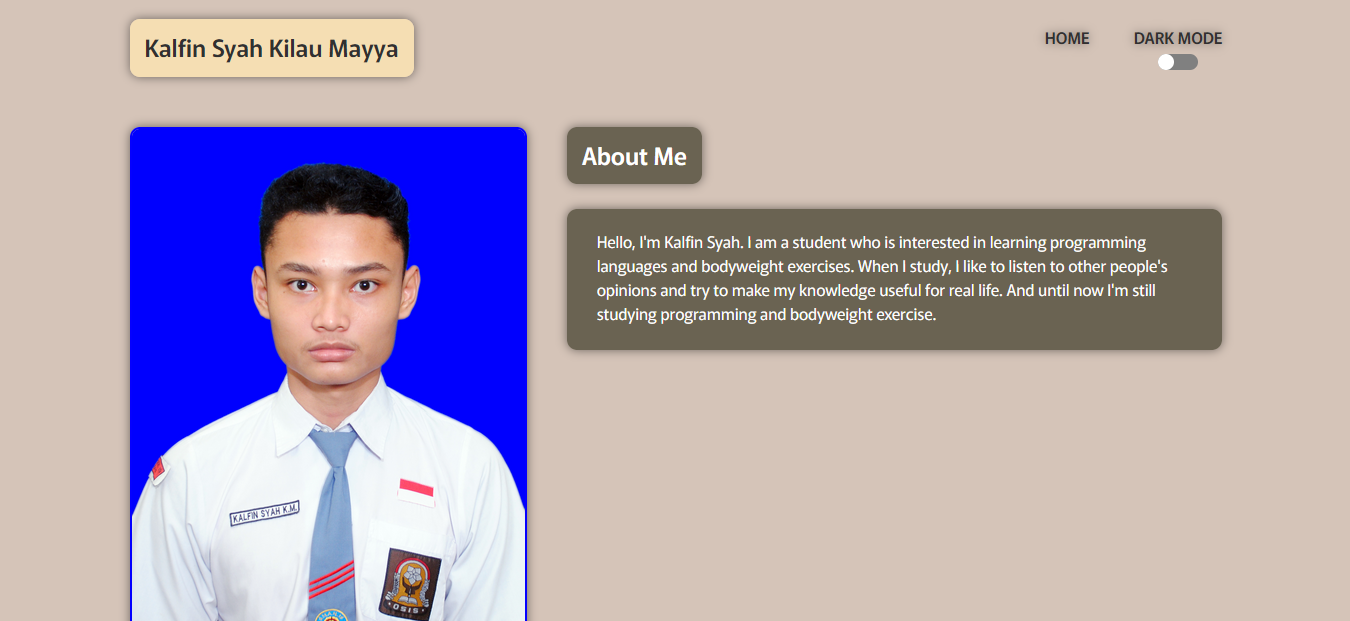 Kalfin Syah Kilau Mayya
HOME
DARK MODE
About Me
Hello, I'm Kalfin Syah. I am a student who is interested in learning programming
languages and bodyweight exercises. When I study, I like to listen to other people's
opinions and try to make my knowledge useful for real life. And until now I'm still
studying programming and bodyweight exercise.
KALFIN SYAH K.M.
OSIS